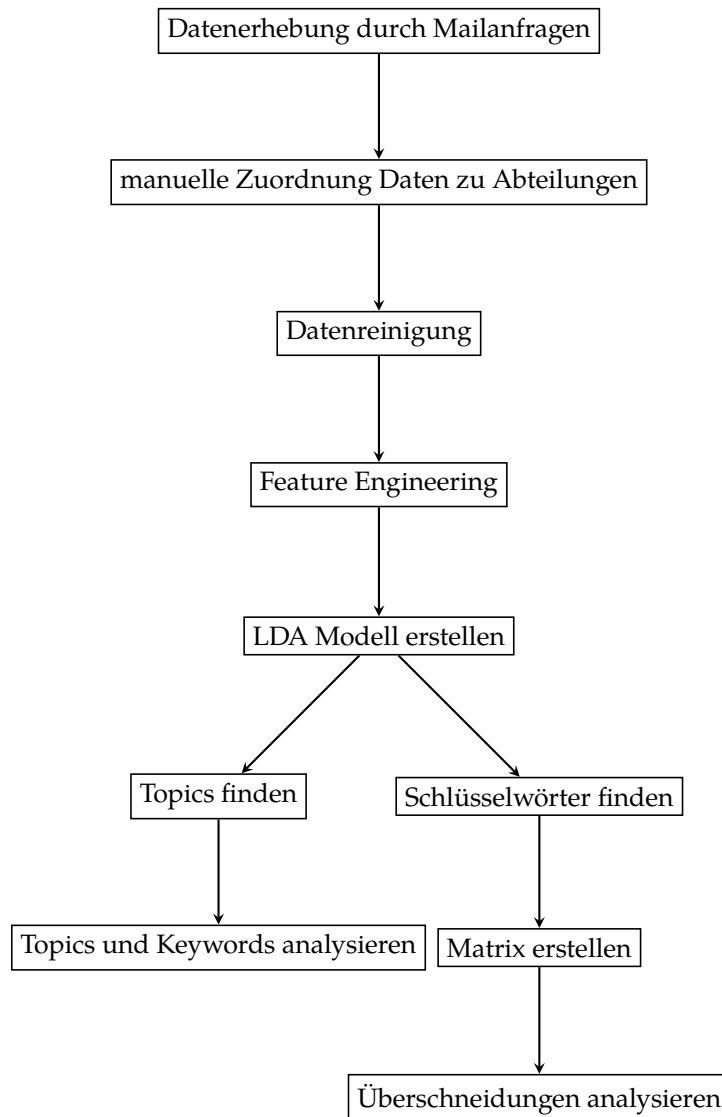 Datenerhebung durch Mailanfragen
manuelle Zuordnung Daten zu Abteilungen
Datenreinigung
Feature Engineering
LDA Modell erstellen
Topics finden
Schlüsselwörter finden
Topics und Keywords analysieren
Matrix erstellen
Überschneidungen analysieren